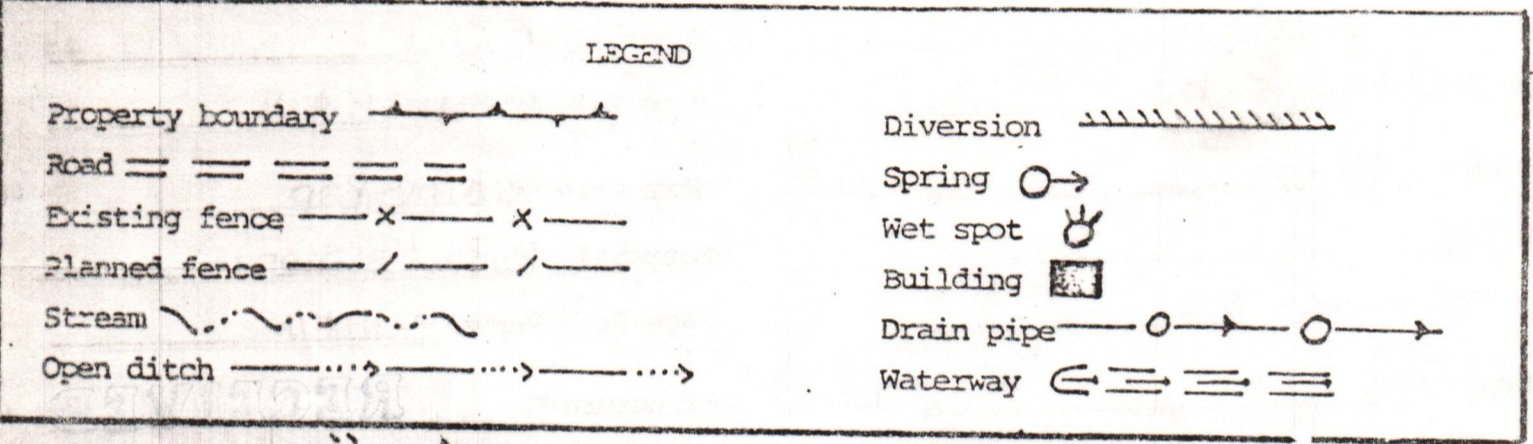 LEGEND
Property boundary
Road
Existing fence
Planned fence
Stream
Open ditch
Diversion
Spring
Wet spot
Building
Drain pipe
Waterway